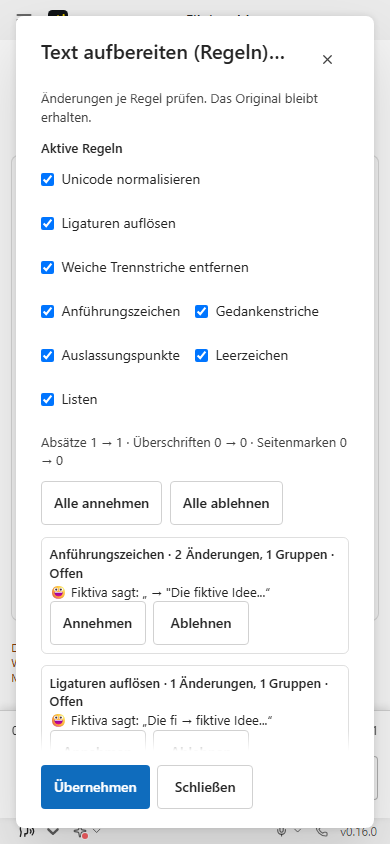 Text aufbereiten (Regeln)…
Änderungen je Regel prüfen. Das Original bleibt
erhalten.
Aktive Regeln
Unicode normalisieren
Ligaturen auflösen
Weiche Trennstriche entfernen
Anführungszeichen Gedankenstriche
Auslassungspunkte Leerzeichen
Listen
Absätze 1 → 1 · Überschriften 0 → 0 · Seitenmarken 0
→ 0
Alle annehmen Alle ablehnen
Anführungszeichen · 2 Änderungen, 1 Gruppen ·
Offen
😀 Fiktiva sagt: „ → "Die fiktive Idee…“
Annehmen Ablehnen
Ligaturen auflösen · 1 Änderungen, 1 Gruppen ·
Offen
😀 Fiktiva sagt: „Die fi → fiktive Idee…“
Übernehmen Schließen
v0.16.0